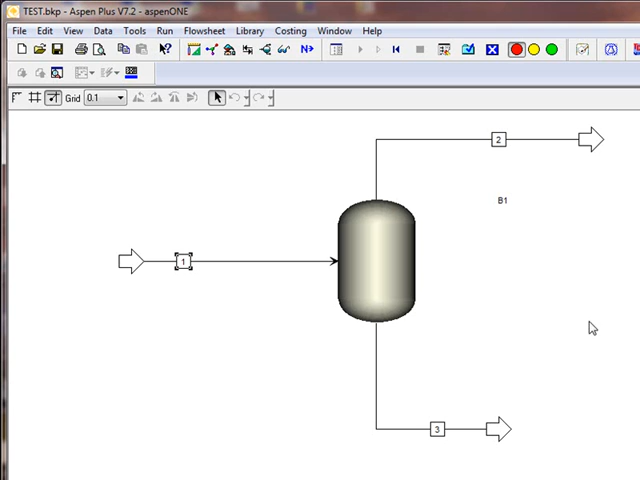 TEST.bkp - Aspen Plus V7.2 - aspenONE
File Edit View Data Tools Run Flowsheet Library Costing Window Help
N→
Grid 0.1
2
B1
1
3